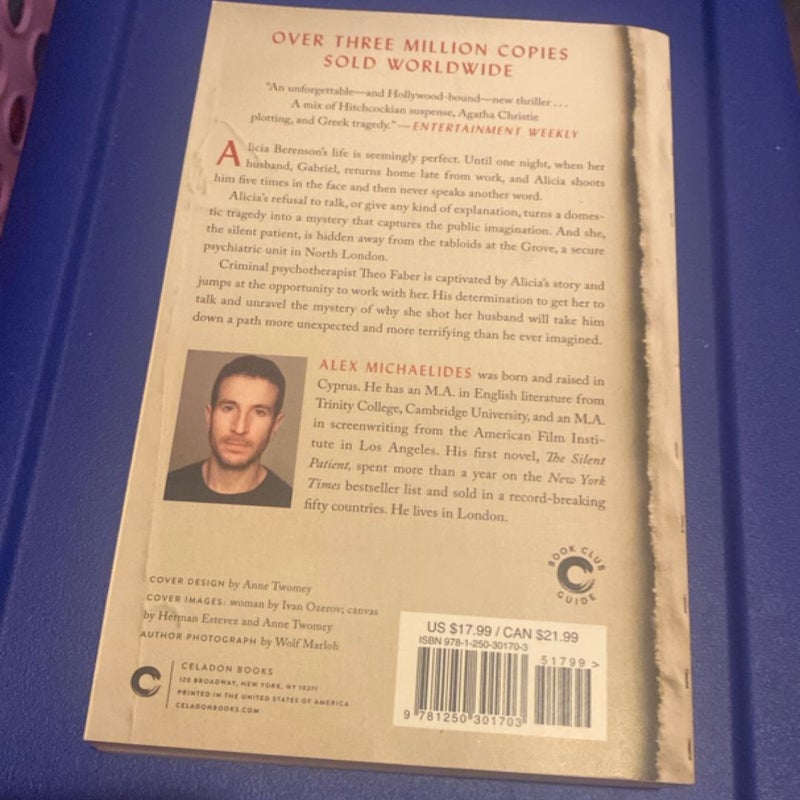 OVER THREE MILLION COPIES
SOLD WORLDWIDE
"An unforgettable—and Hollywood-bound—new thriller . . .
A mix of Hitchcockian suspense, Agatha Christie
plotting, and Greek tragedy." —ENTERTAINMENT WEEKLY
Alicia Berenson's life is seemingly perfect. Until one night, when her
husband, Gabriel, returns home late from work, and Alicia shoots
him five times in the face and then never speaks another word.
Alicia's refusal to talk, or give any kind of explanation, turns a domes-
tic tragedy into a mystery that captures the public imagination. And she,
the silent patient, is hidden away from the tabloids at the Grove, a secure
psychiatric unit in North London.
Criminal psychotherapist Theo Faber is captivated by Alicia's story and
jumps at the opportunity to work with her. His determination to get her to
talk and unravel the mystery of why she shot her husband will take him
down a path more unexpected and more terrifying than he ever imagined.
ALEX MICHAELIDES was born and raised in
Cyprus. He has an M.A. in English literature from
Trinity College, Cambridge University, and an M.A.
in screenwriting from the American Film Insti-
tute in Los Angeles. His first novel, The Silent
Patient, spent more than a year on the New York
Times bestseller list and sold in a record-breaking
fifty countries. He lives in London.
BOOK CLUB
GUIDE
COVER DESIGN by Anne Twomey
COVER IMAGES: woman by Ivan Ozerov; canvas
by Herman Estevez and Anne Twomey
AUTHOR PHOTOGRAPH by Wolf Marloh
CELADON BOOKS
120 BROADWAY, NEW YORK, NY 10271
PRINTED IN THE UNITED STATES OF AMERICA
CELADONBOOKS.COM
US $17.99 / CAN $21.99
ISBN 978-1-250-30170-3
51799 >
9 781250 301703